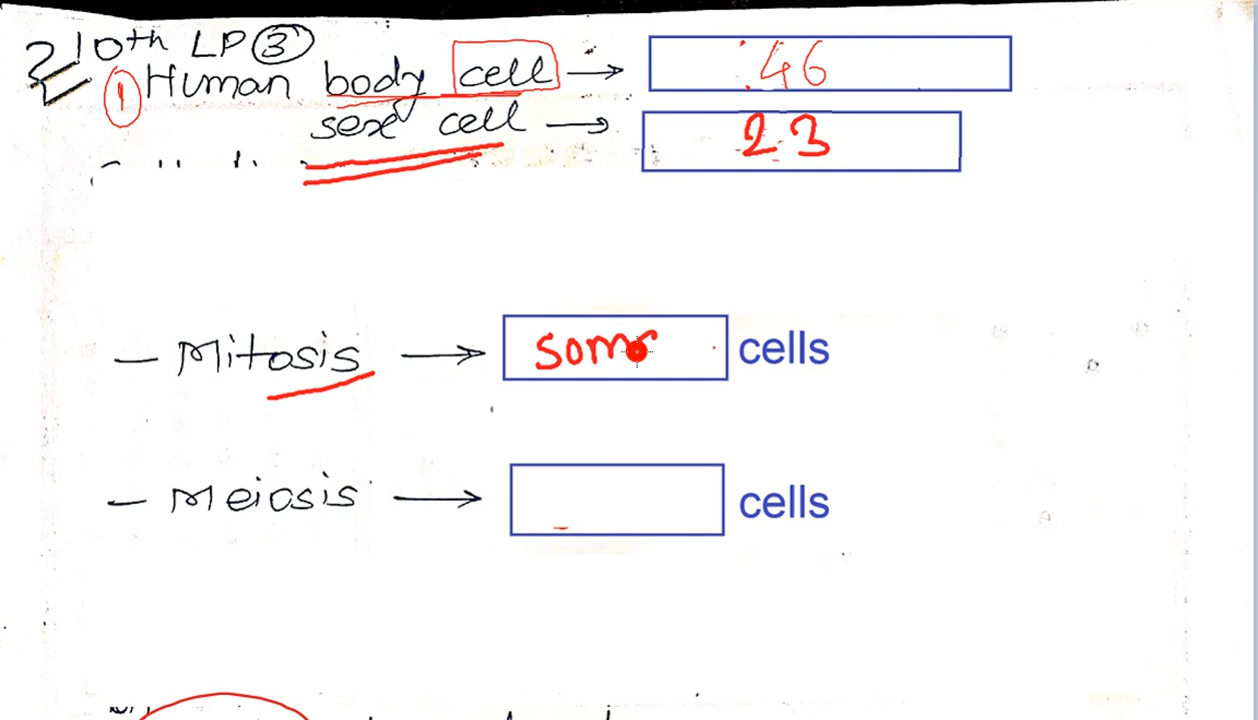 10th LP ③
① Human body cell → 46
sex cell → 23
- Mitosis → som cells
- Meiosis → cells